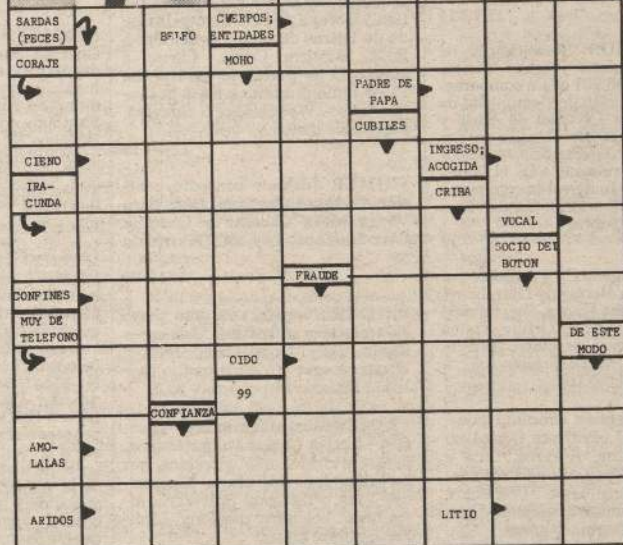 SARDAS
(PECES)
CORAJE
BELFO
CUERPOS;
ENTIDADES
MOHO
PADRE DE
PAPA
CUBILES
CIENO
IRA-
CUNDA
INGRESO;
ACOGIDA
CRIBA
VOCAL
SOCIO DEL
BOTON
FRAUDE
CONFINES
MUY DE
TELEFONO
OIDO
99
DE ESTE
MODO
CONFIANZA
AMO-
LALAS
ARIDOS
LITIO